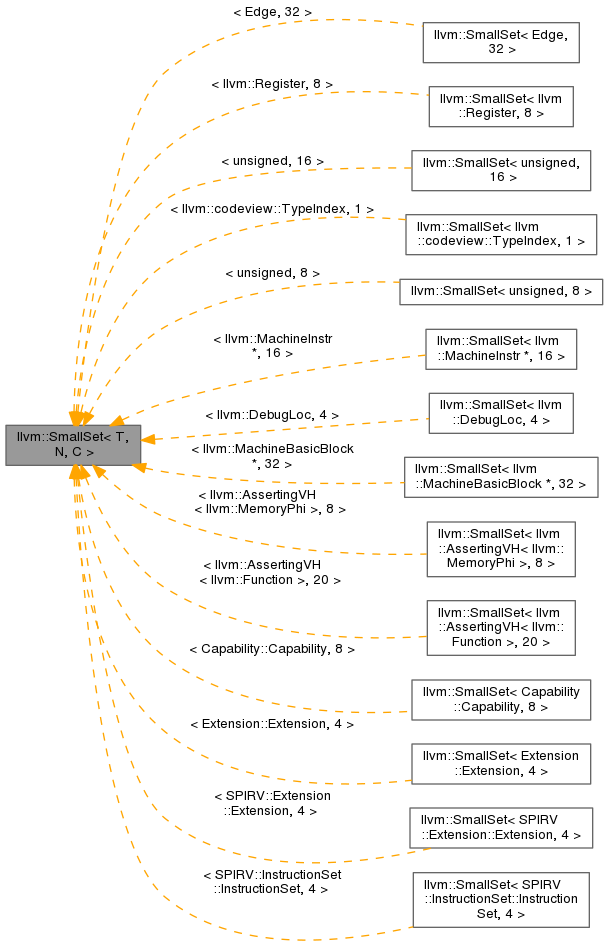 < Edge, 32 >
llvm::SmallSet< Edge,
32 >
< llvm::Register, 8 >
llvm::SmallSet< llvm
::Register, 8 >
< unsigned, 16 >
llvm::SmallSet< unsigned,
16 >
< llvm::codeview::TypeIndex, 1 >
llvm::SmallSet< llvm
::codeview::TypeIndex, 1 >
< unsigned, 8 >
llvm::SmallSet< unsigned, 8 >
< llvm::MachineInstr
*, 16 >
llvm::SmallSet< llvm
::MachineInstr *, 16 >
< llvm::DebugLoc, 4 >
llvm::SmallSet< llvm
::DebugLoc, 4 >
llvm::SmallSet< T,
N, C >
< llvm::MachineBasicBlock
*, 32 >
llvm::SmallSet< llvm
::MachineBasicBlock *, 32 >
< llvm::AssertingVH
< llvm::MemoryPhi >, 8 >
llvm::SmallSet< llvm
::AssertingVH< llvm::
MemoryPhi >, 8 >
< llvm::AssertingVH
< llvm::Function >, 20 >
llvm::SmallSet< llvm
::AssertingVH< llvm::
Function >, 20 >
< Capability::Capability, 8 >
llvm::SmallSet< Capability
::Capability, 8 >
< Extension::Extension, 4 >
llvm::SmallSet< Extension
::Extension, 4 >
< SPIRV::Extension
::Extension, 4 >
llvm::SmallSet< SPIRV
::Extension::Extension, 4 >
< SPIRV::InstructionSet
::InstructionSet, 4 >
llvm::SmallSet< SPIRV
::InstructionSet::Instruction
Set, 4 >